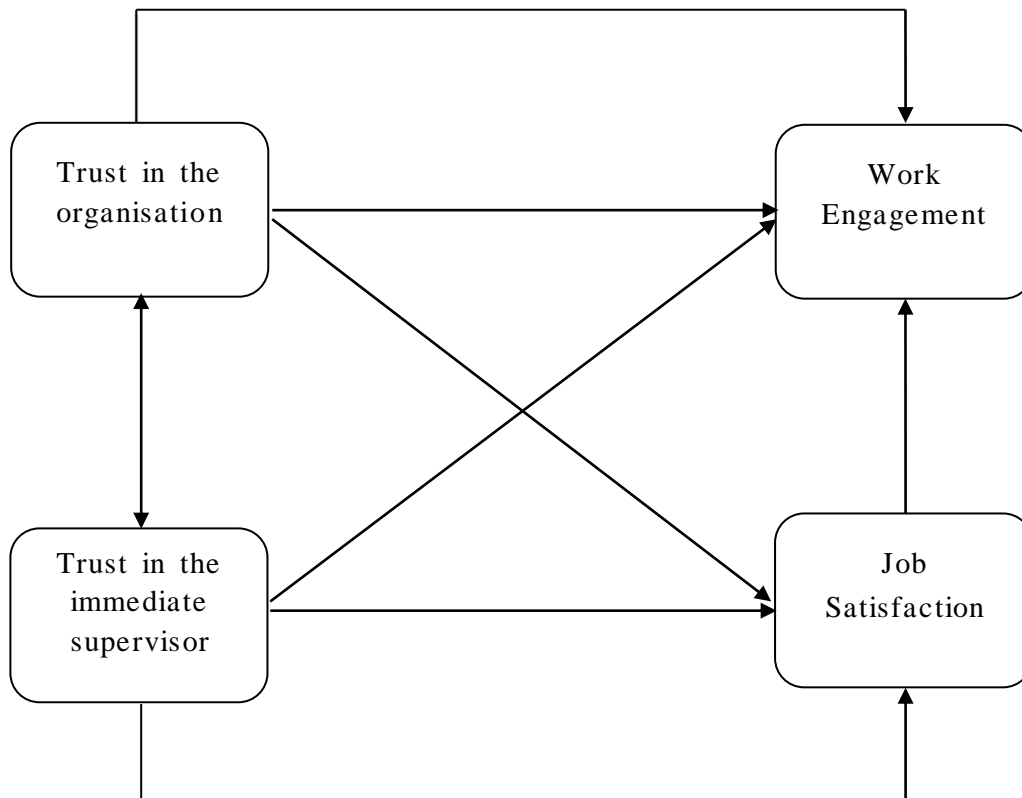 Trust in the
organisation
Work
Engagement
Trust in the
immediate
supervisor
Job
Satisfaction